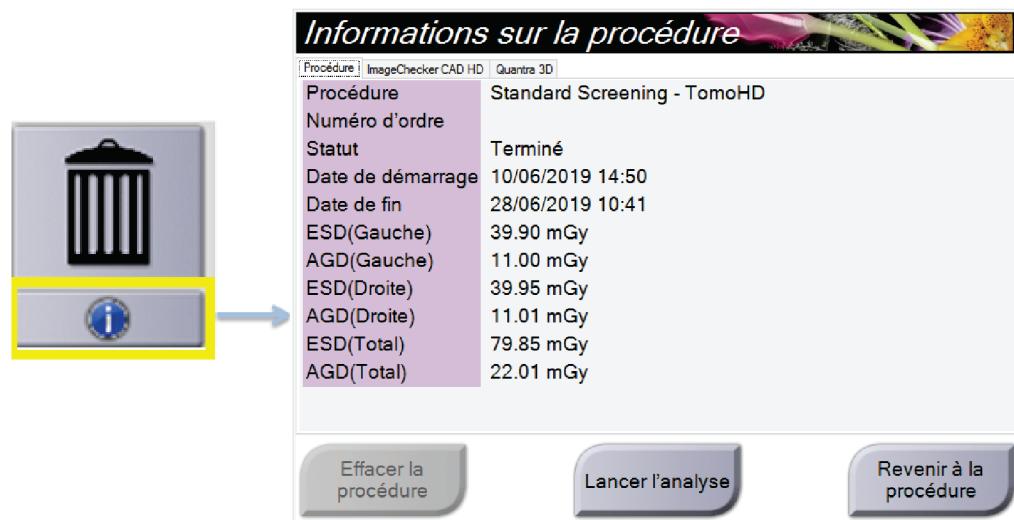 Informations sur la procédure
Procédure ImageChecker CAD HD Quantra 3D
Procédure Standard Screening - TomoHD
Numéro d'ordre
Statut Terminé
Date de démarrage 10/06/2019 14:50
Date de fin 28/06/2019 10:41
ESD(Gauche) 39.90 mGy
AGD(Gauche) 11.00 mGy
ESD(Droite) 39.95 mGy
AGD(Droite) 11.01 mGy
ESD(Total) 79.85 mGy
AGD(Total) 22.01 mGy
Effacer la
procédure
Lancer l'analyse
Revenir à la
procédure